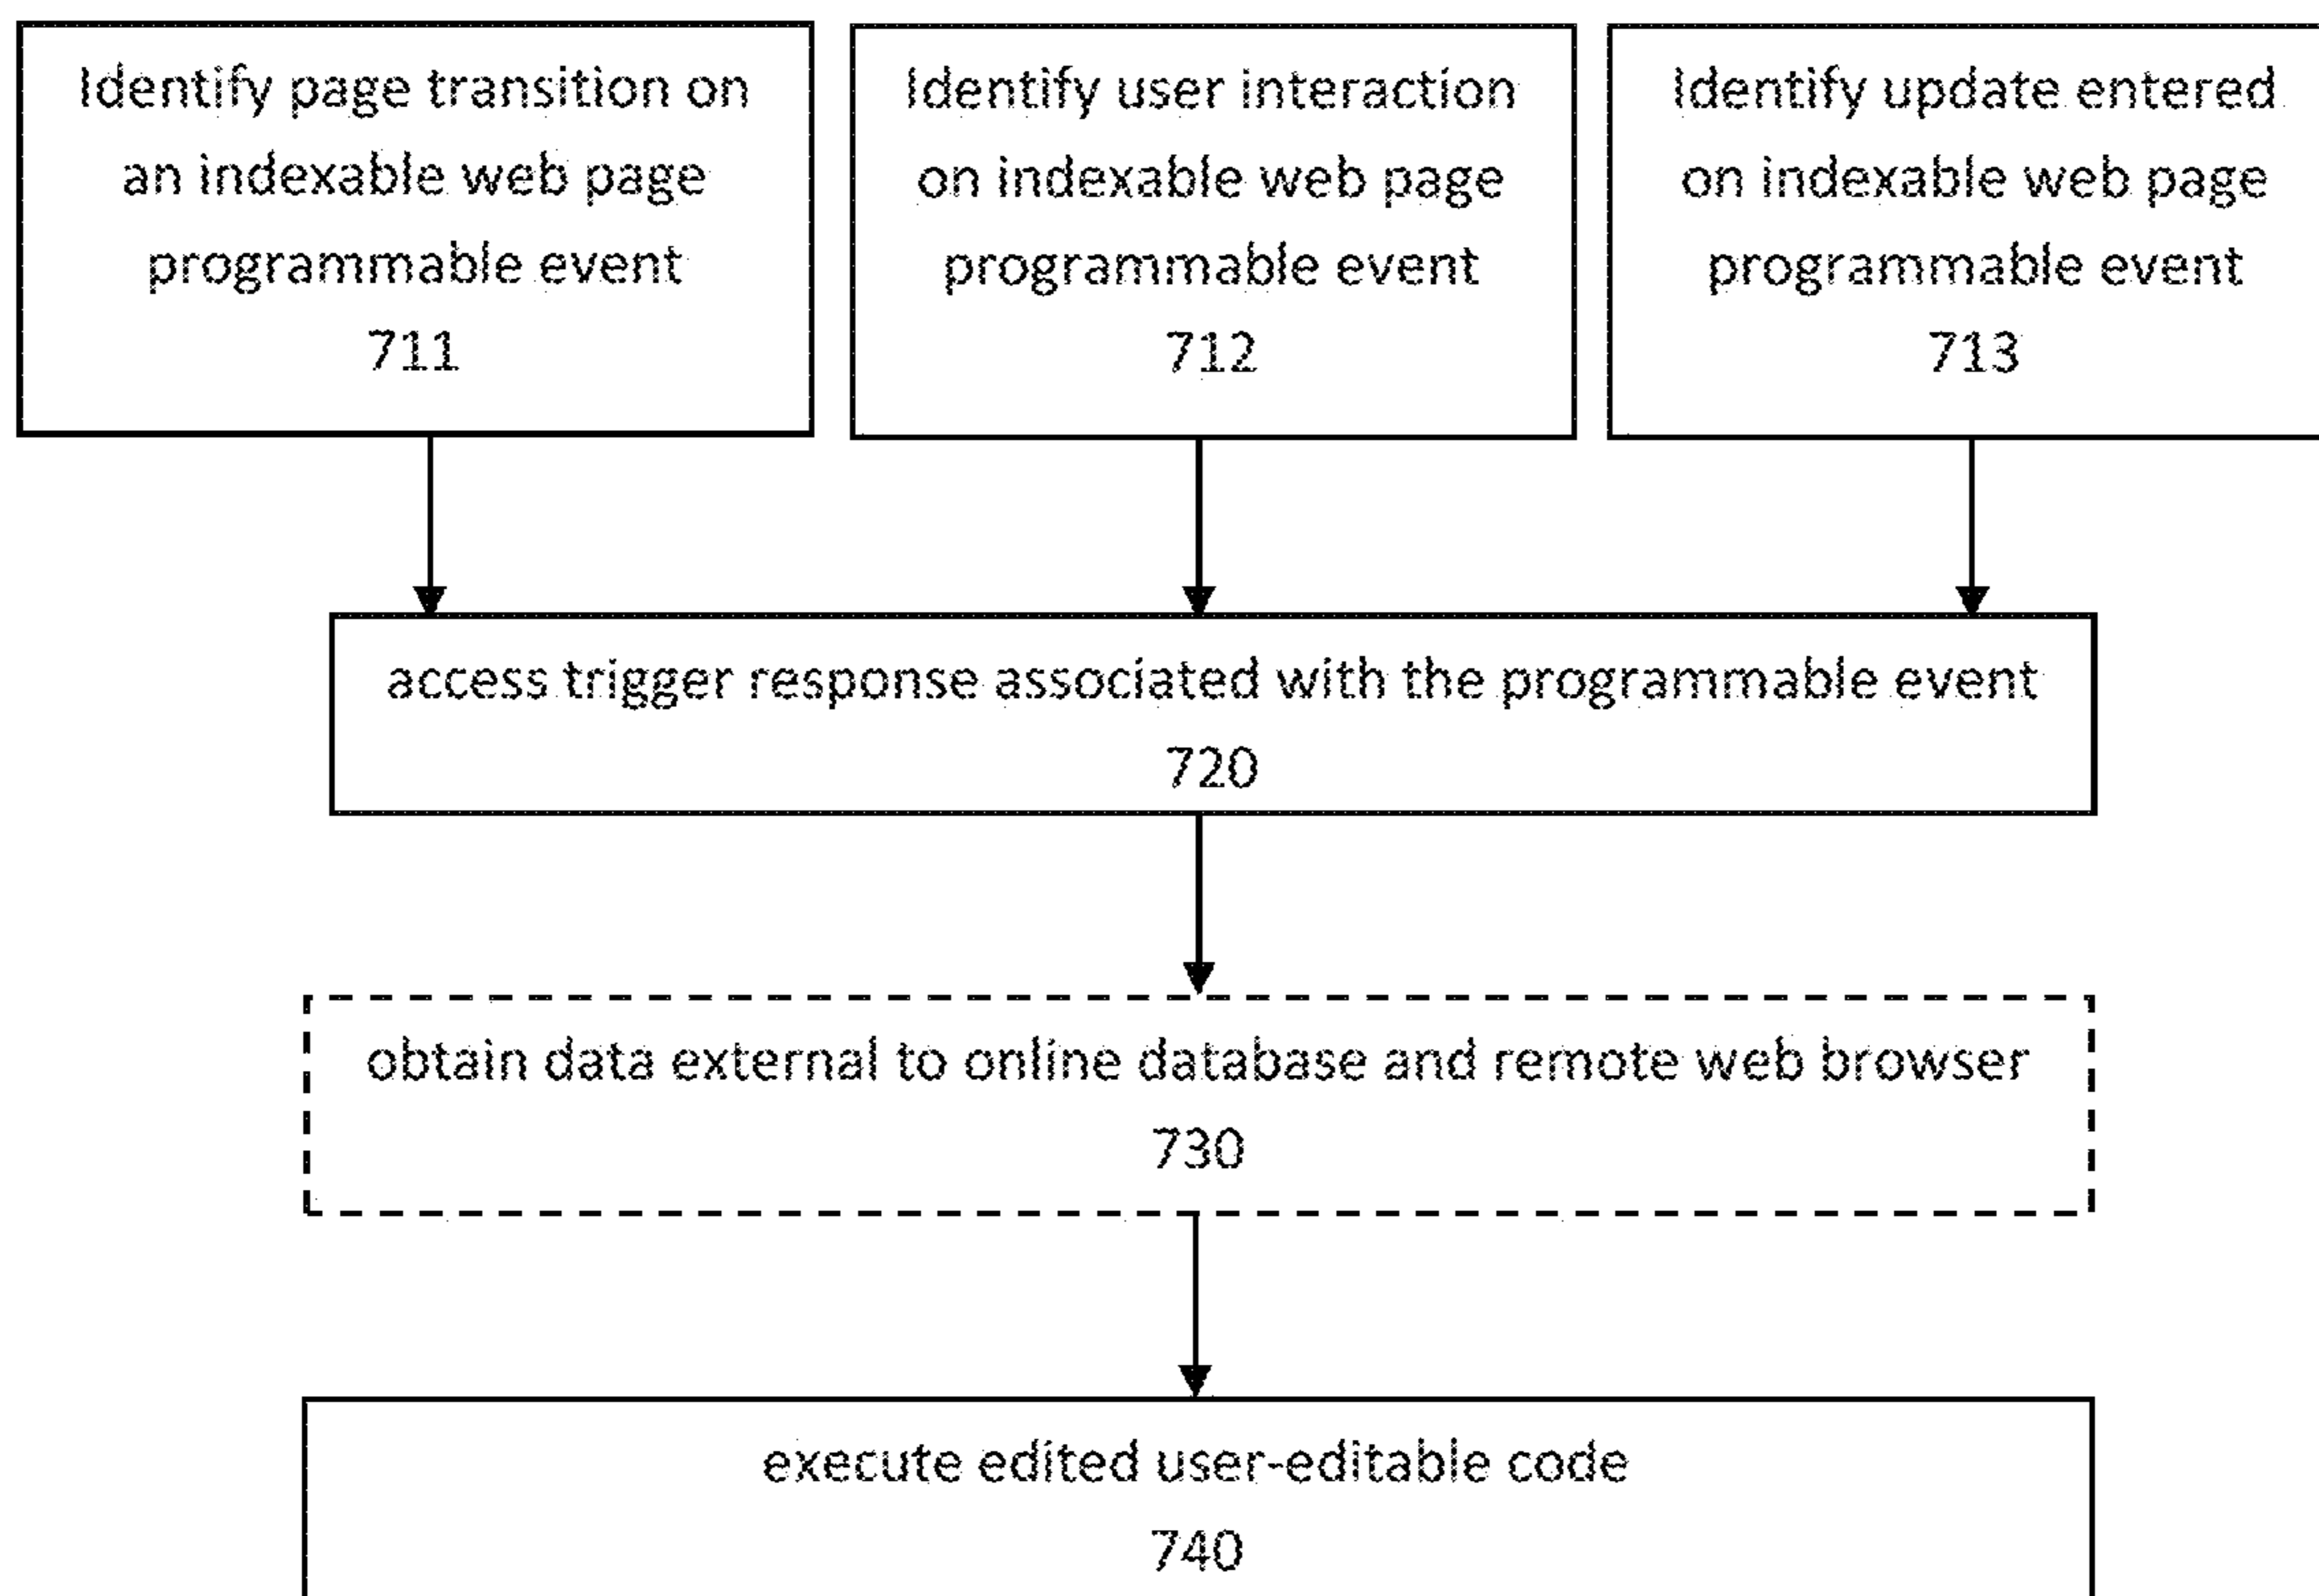 Identify page transition on
an indexable web page
programmable event
711
Identify user interaction
on indexable web page
programmable event
712
Identify update entered
on indexable web page
programmable event
713
access trigger response associated with the programmable event
720
obtain data external to online database and remote web browser
730
execute edited user-editable code
740